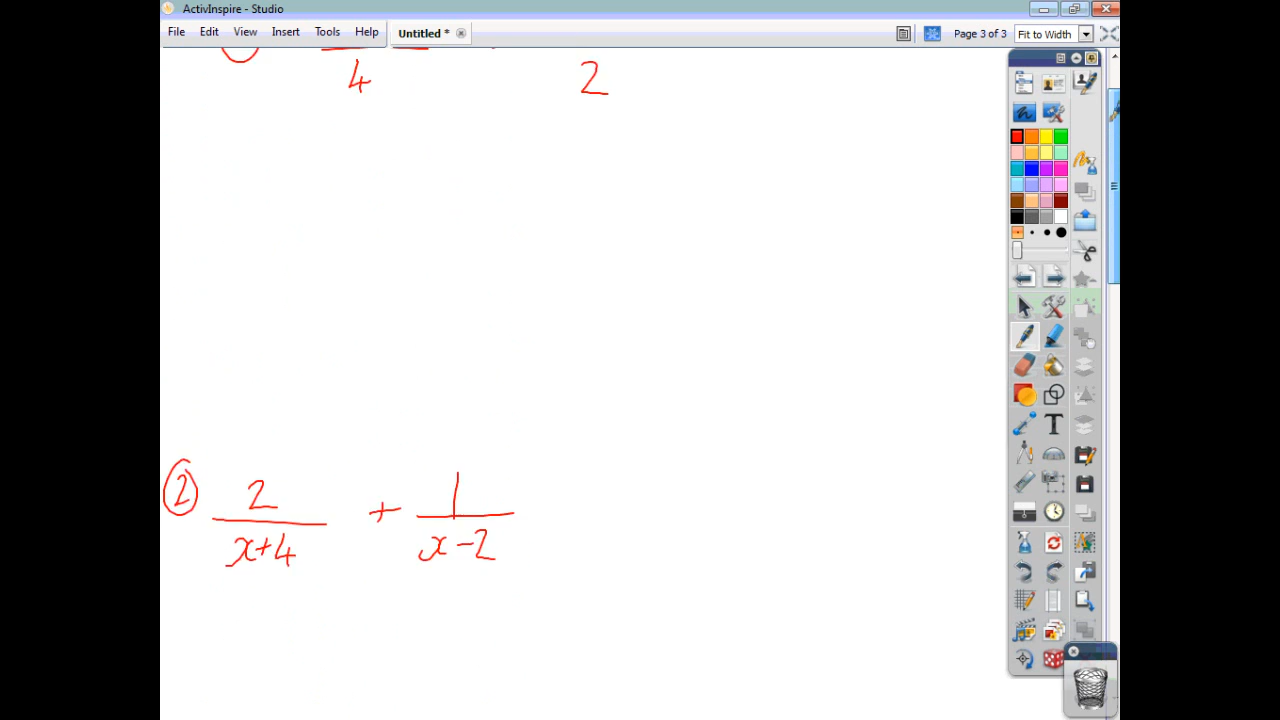 ActivInspire - Studio
File Edit View Insert Tools Help Untitled * Page 3 of 3 Fit to Width
4 2
② 2 + 1
x+4 x-2